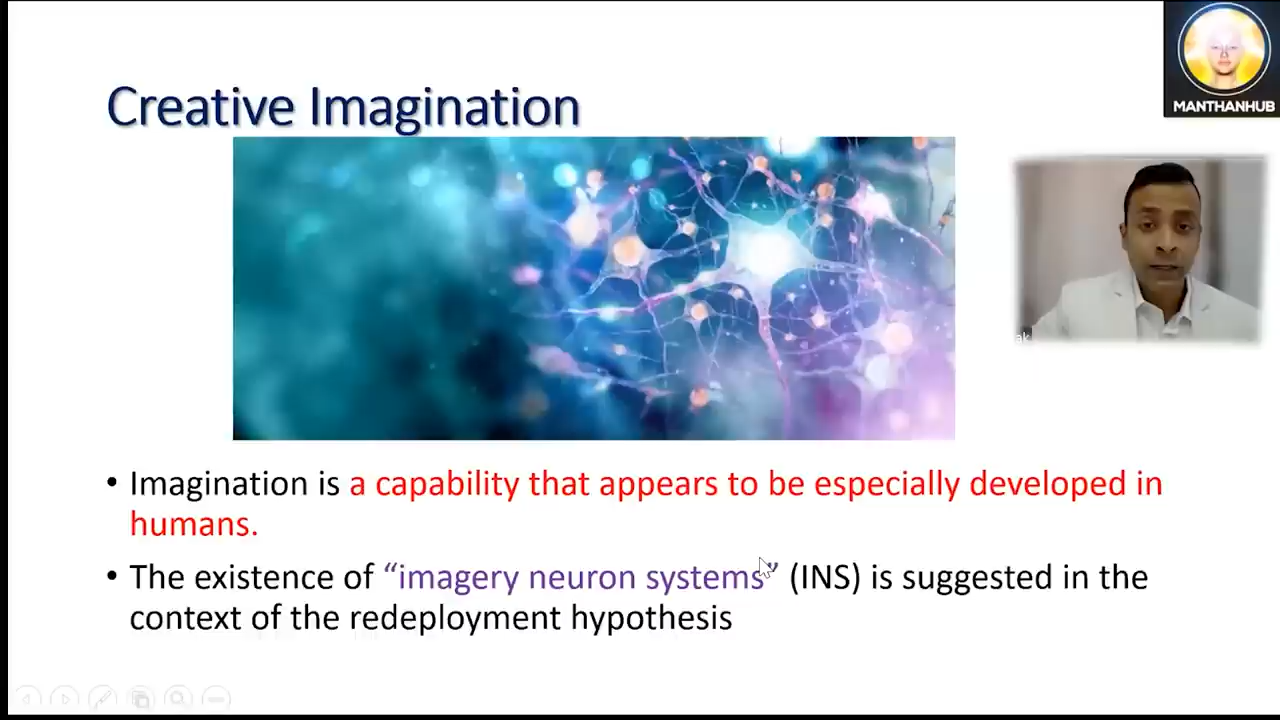 Creative Imagination
MANTHANHUB
ak
• Imagination is a capability that appears to be especially developed in
humans.
• The existence of “imagery neuron systems” (INS) is suggested in the
context of the redeployment hypothesis